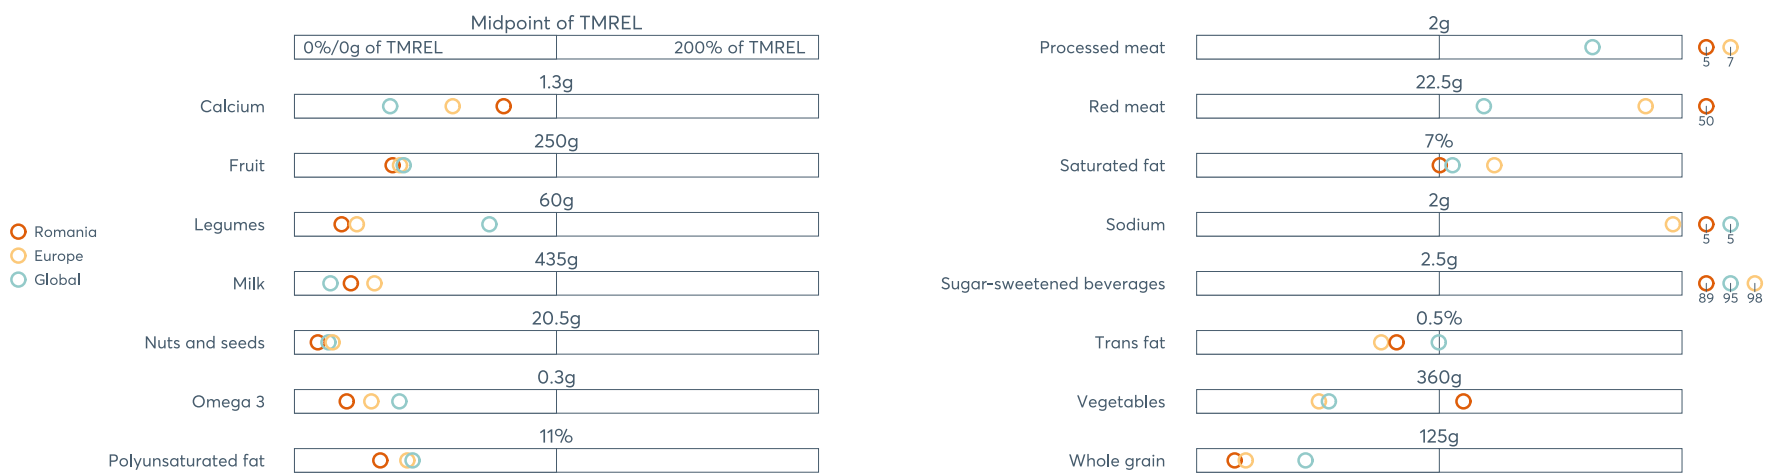 Midpoint of TMREL
0%/0g of TMREL 200% of TMREL
1.3g
Calcium
250g
Fruit
60g
Legumes
435g
Milk
20.5g
Nuts and seeds
0.3g
Omega 3
11%
Polyunsaturated fat
Romania
Europe
Global
2g
Processed meat
5 7
22.5g
Red meat
50
7%
Saturated fat
2g
Sodium
5 5
2.5g
Sugar-sweetened beverages
89 95 98
0.5%
Trans fat
360g
Vegetables
125g
Whole grain